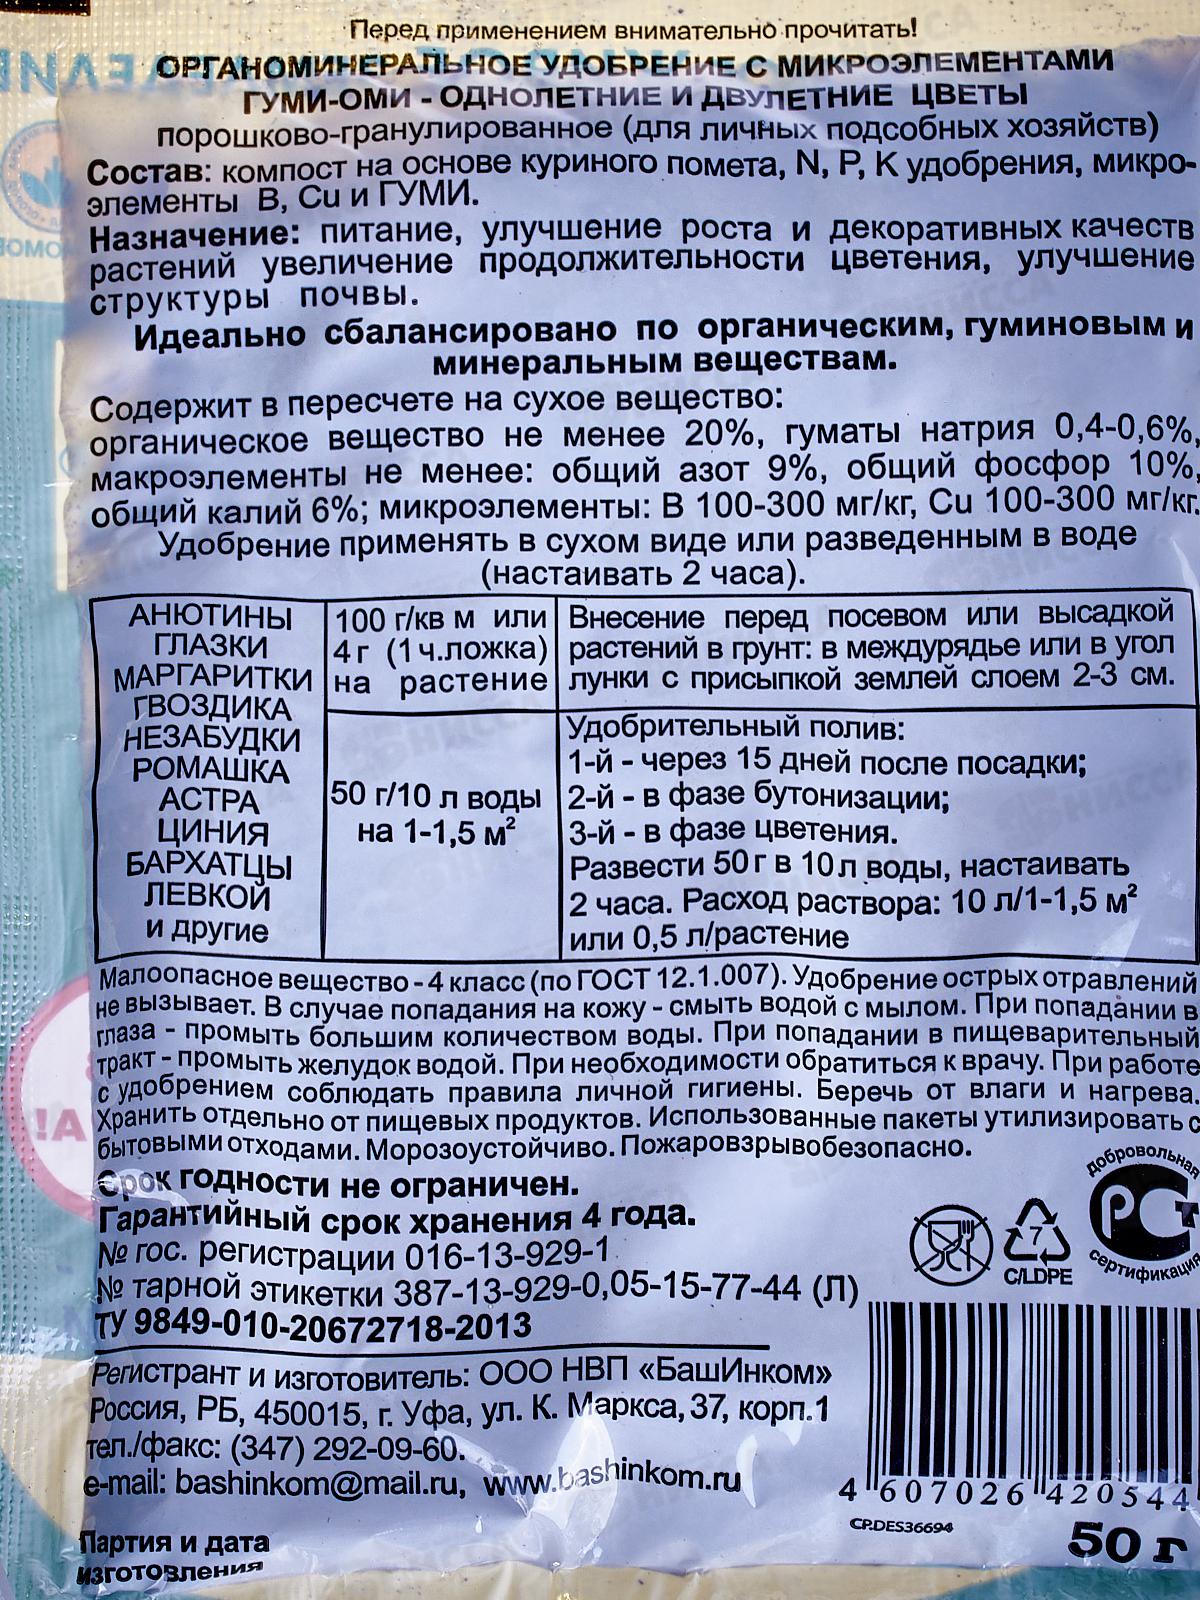 Перед применением внимательно прочитать!
ОРГАНОМИНЕРАЛЬНОЕ УДОБРЕНИЕ С МИКРОЭЛЕМЕНТАМИ
ГУМИ-ОМИ - ОДНОЛЕТНИЕ И ДВУЛЕТНИЕ ЦВЕТЫ
порошково-гранулированное (для личных подсобных хозяйств)
Состав: компост на основе куриного помета, N, P, K удобрения, микро-
элементы В, Cu и ГУМИ.
Назначение: питание, улучшение роста и декоративных качеств
растений увеличение продолжительности цветения, улучшение
структуры почвы.
Идеально сбалансировано по органическим, гуминовым и
минеральным веществам.
Содержит в пересчете на сухое вещество:
органическое вещество не менее 20%, гуматы натрия 0,4-0,6%,
макроэлементы не менее: общий азот 9%, общий фосфор 10%,
общий калий 6%; микроэлементы: В 100-300 мг/кг, Cu 100-300 мг/кг.
Удобрение применять в сухом виде или разведенным в воде
(настаивать 2 часа).
АНЮТИНЫ
ГЛАЗКИ
МАРГАРИТКИ
ГВОЗДИКА
НЕЗАБУДКИ
РОМАШКА
АСТРА
ЦИНИЯ
БАРХАТЦЫ
ЛЕВКОЙ
и другие
100 г/кв м или
4 г (1 ч.ложка)
на растение
Внесение перед посевом или высадкой
растений в грунт: в междурядье или в угол
лунки с присыпкой землей слоем 2-3 см.
50 г/10 л воды
на 1-1,5 м²
Удобрительный полив:
1-й - через 15 дней после посадки;
2-й - в фазе бутонизации;
3-й - в фазе цветения.
Развести 50 г в 10 л воды, настаивать
2 часа. Расход раствора: 10 л/1-1,5 м²
или 0,5 л/растение
Малоопасное вещество - 4 класс (по ГОСТ 12.1.007). Удобрение острых отравлений
не вызывает. В случае попадания на кожу - смыть водой с мылом. При попадании в
глаза - промыть большим количеством воды. При попадании в пищеварительный
тракт - промыть желудок водой. При необходимости обратиться к врачу. При работе
с удобрением соблюдать правила личной гигиены. Беречь от влаги и нагрева.
Хранить отдельно от пищевых продуктов. Использованные пакеты утилизировать с
бытовыми отходами. Морозоустойчиво. Пожаровзрывобезопасно.
Срок годности не ограничен.
Гарантийный срок хранения 4 года.
№ гос. регистрации 016-13-929-1
№ тарной этикетки 387-13-929-0,05-15-77-44 (Л)
ТУ 9849-010-20672718-2013
добровольная
РСТ
сертификация
7
C/LDPE
Регистрант и изготовитель: ООО НВП «БашИнком»
Россия, РБ, 450015, г. Уфа, ул. К. Маркса, 37, корп.1
тел./факс: (347) 292-09-60.
e-mail: bashinkom@mail.ru, www.bashinkom.ru
4 607026 420544
CP.DES36694
50 г
Партия и дата
изготовления